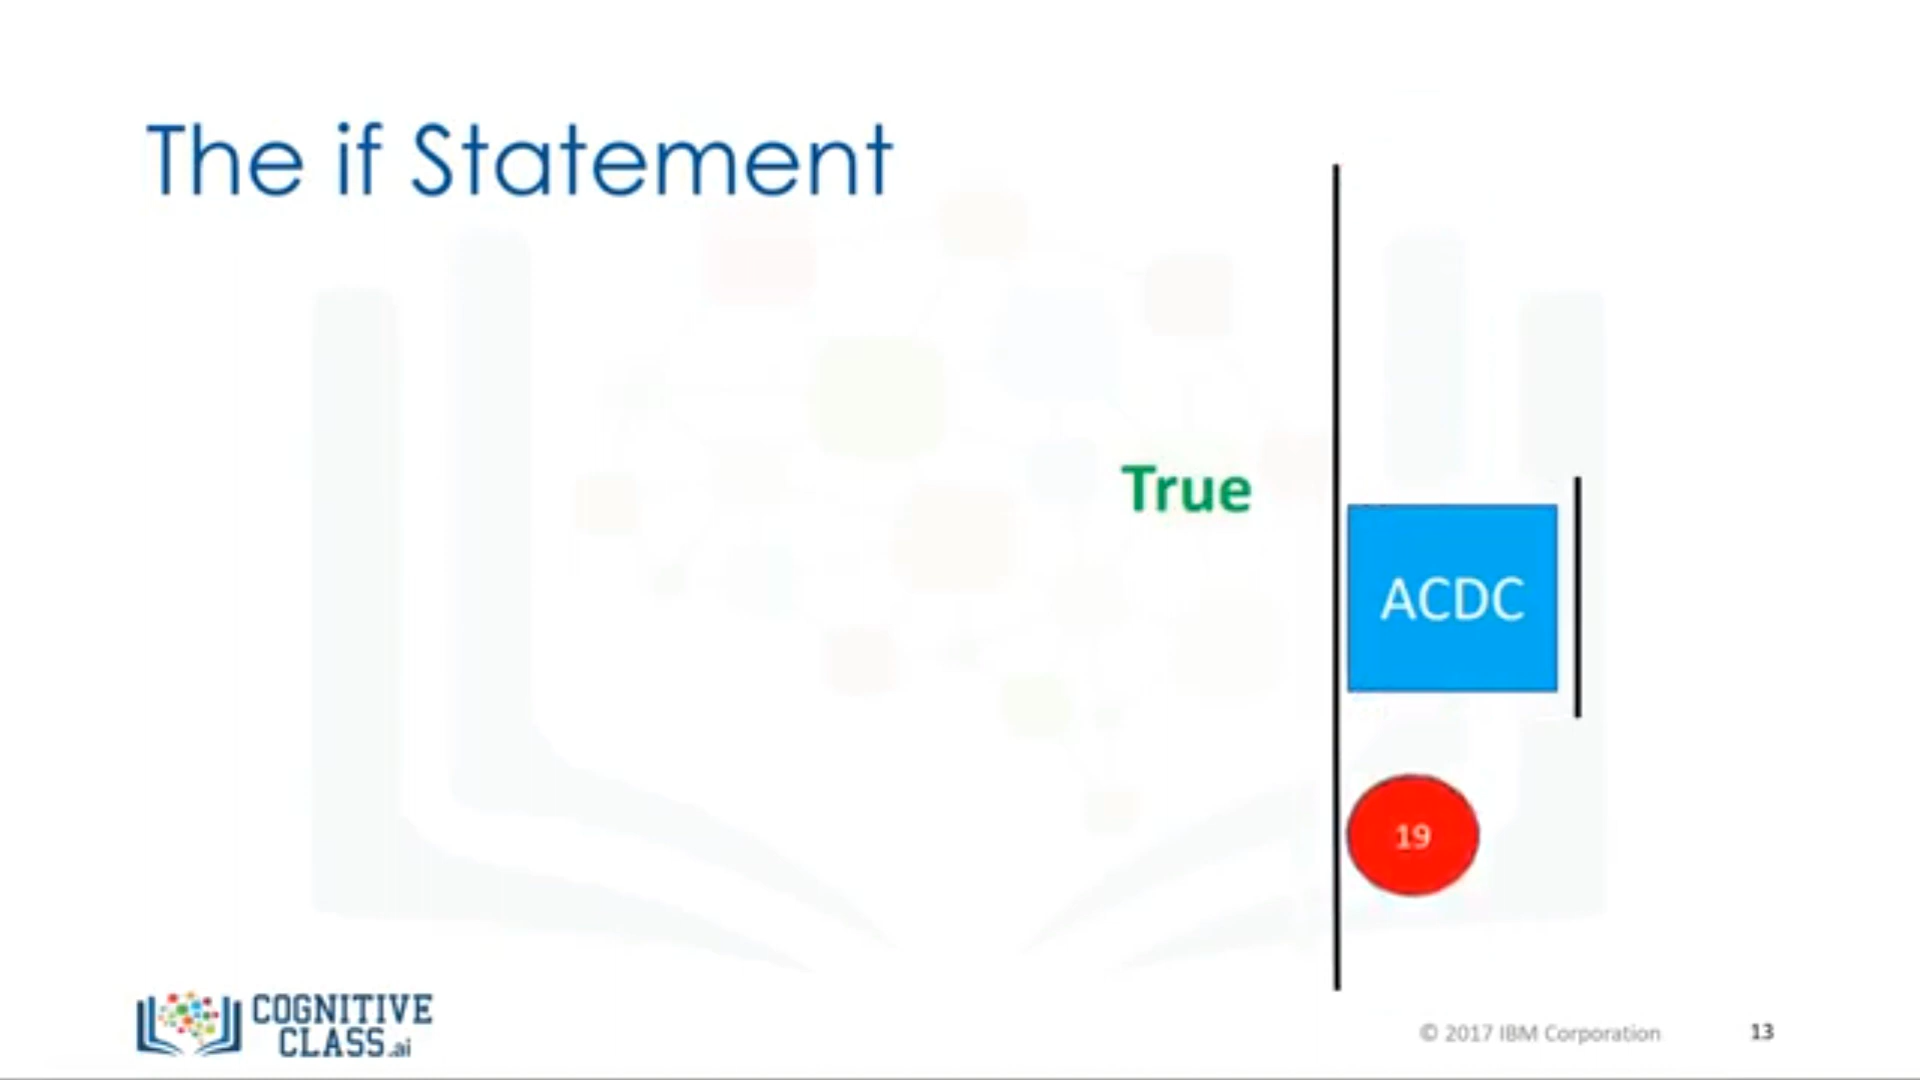 The if Statement
True
ACDC
19
COGNITIVE
CLASS.ai
© 2017 IBM Corporation
13